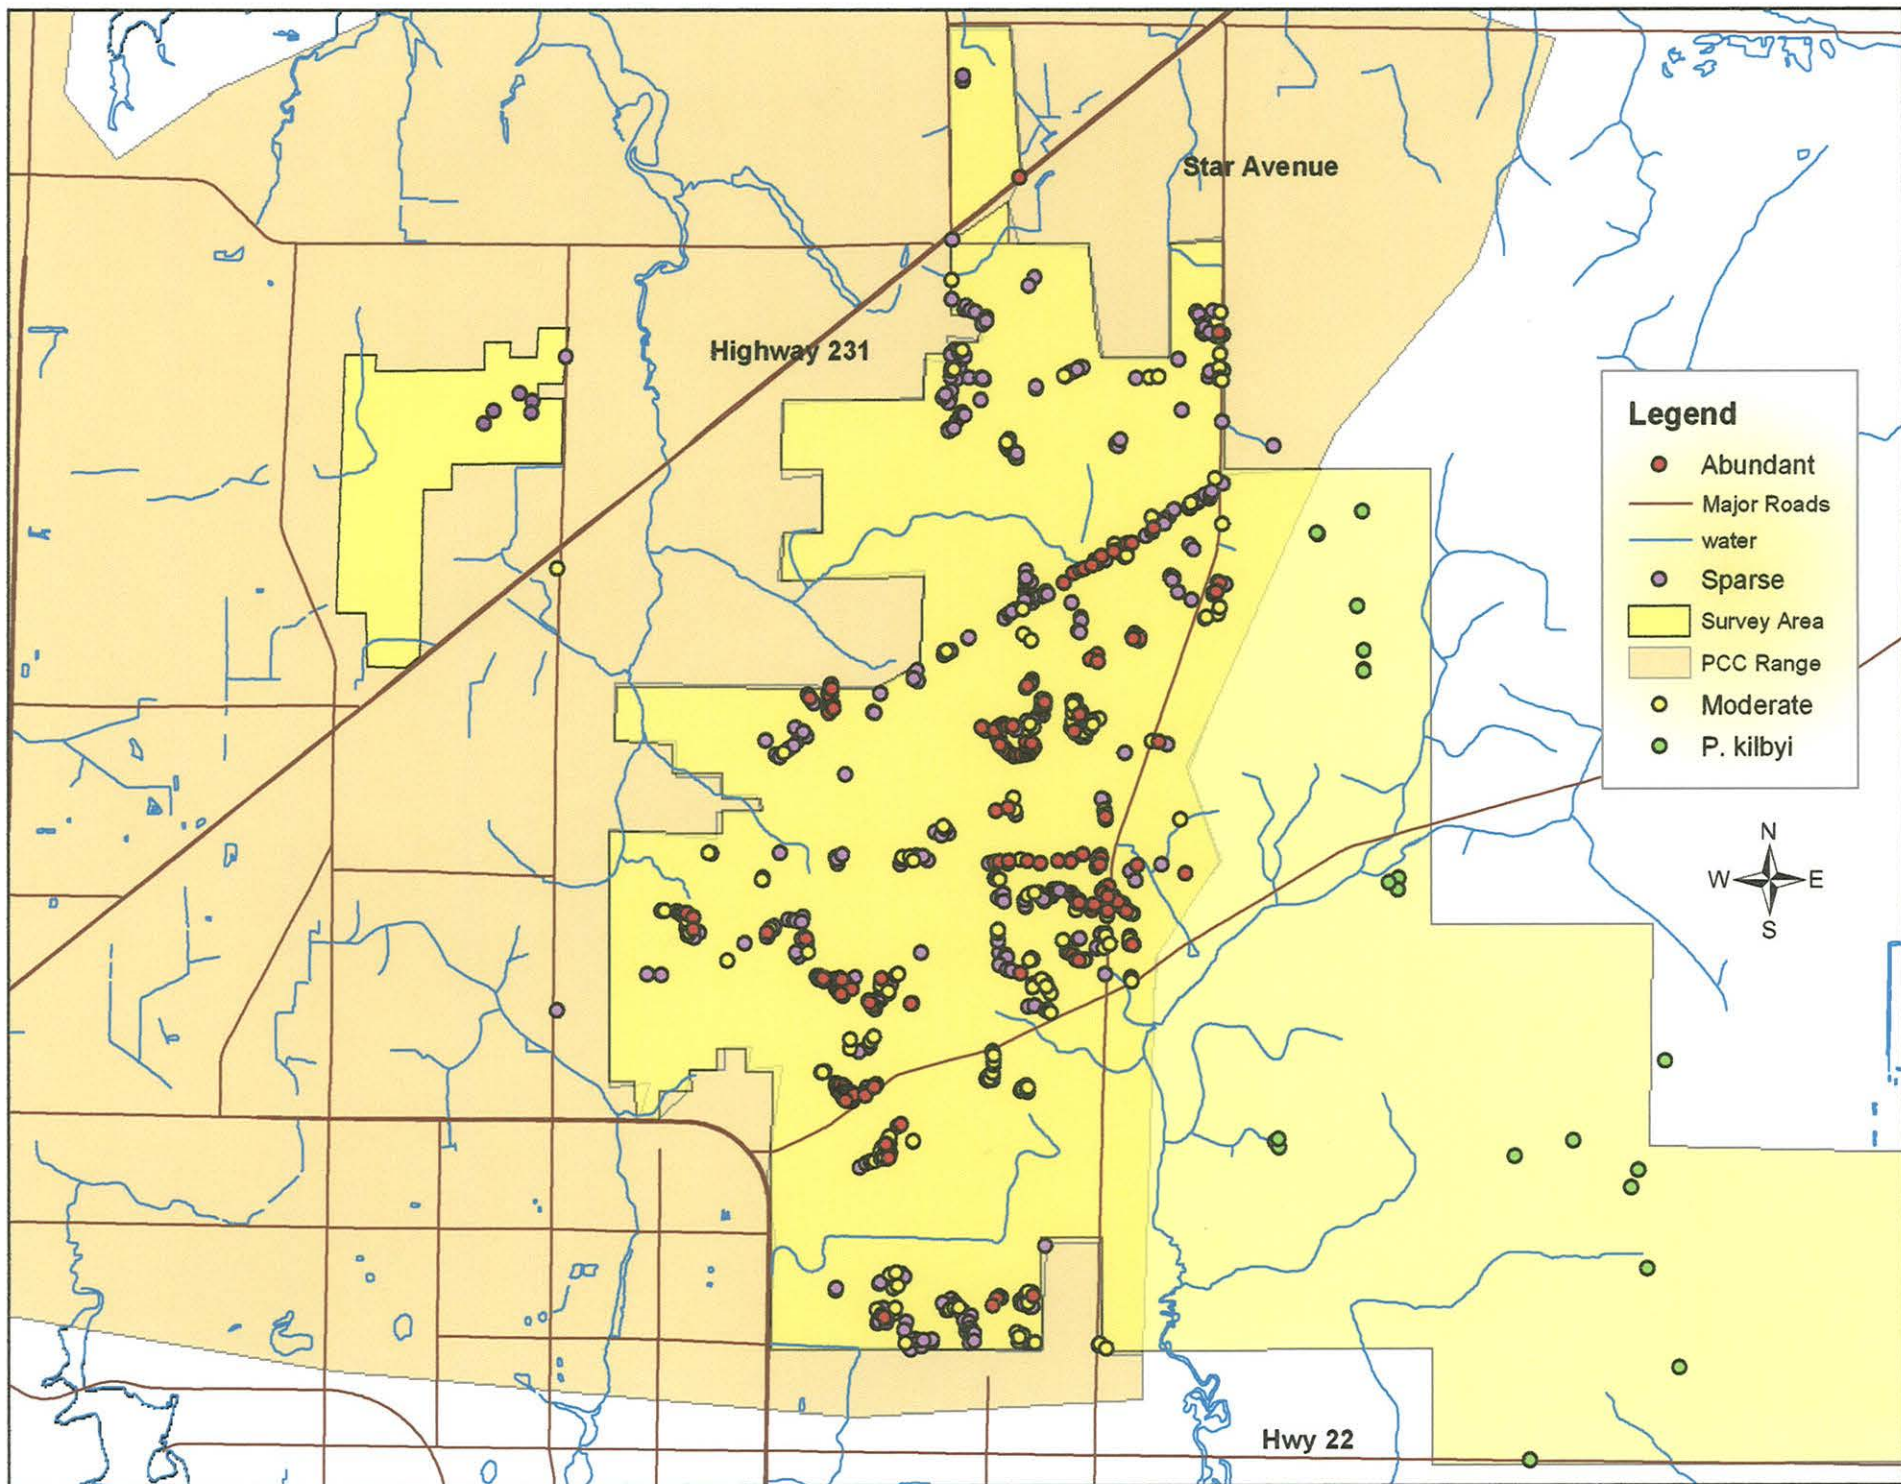 Star Avenue
Highway 231
Legend
Abundant
Major Roads
water
Sparse
Survey Area
PCC Range
Moderate
P. kilbyi
N
W E
S
Hwy 22